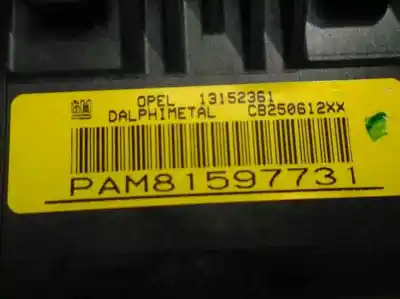 GM OPEL 13152361
DALPHIMETAL CB250612XX
PAM81597731